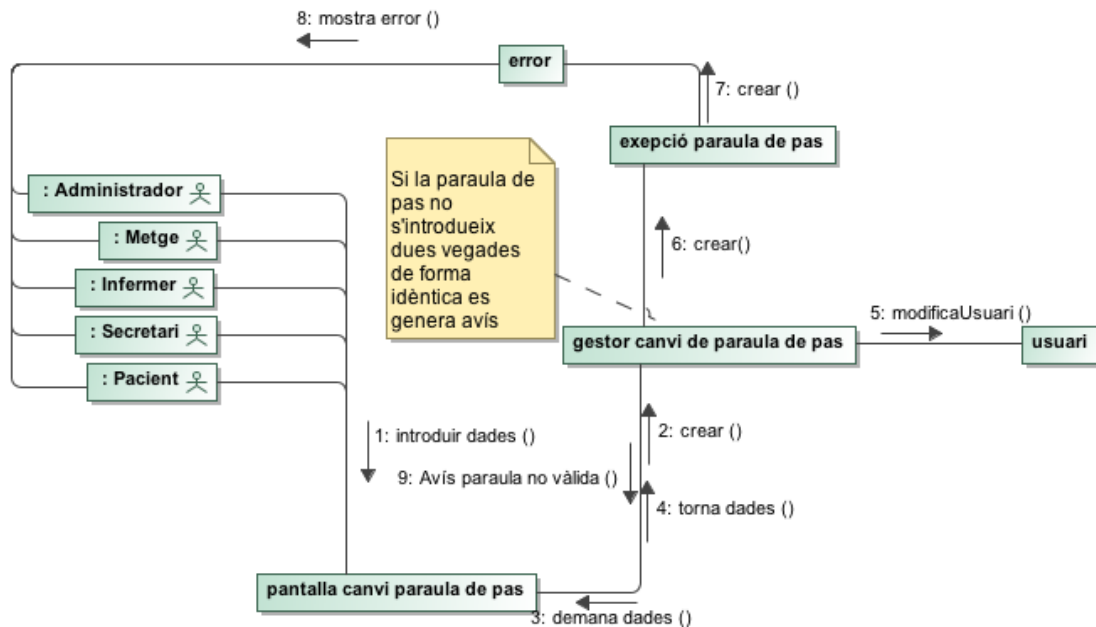 8: mostra error ()
error
7: crear ()
exepció paraula de pas
Si la paraula de
pas no
s'introdueix
dues vegades
de forma
idèntica es
genera avís
: Administrador
: Metge
: Infermer
: Secretari
: Pacient
6: crear()
5: modificaUsuari ()
gestor canvi de paraula de pas
usuari
1: introduir dades ()
2: crear ()
9: Avís paraula no vàlida ()
4: torna dades ()
pantalla canvi paraula de pas
3: demana dades ()